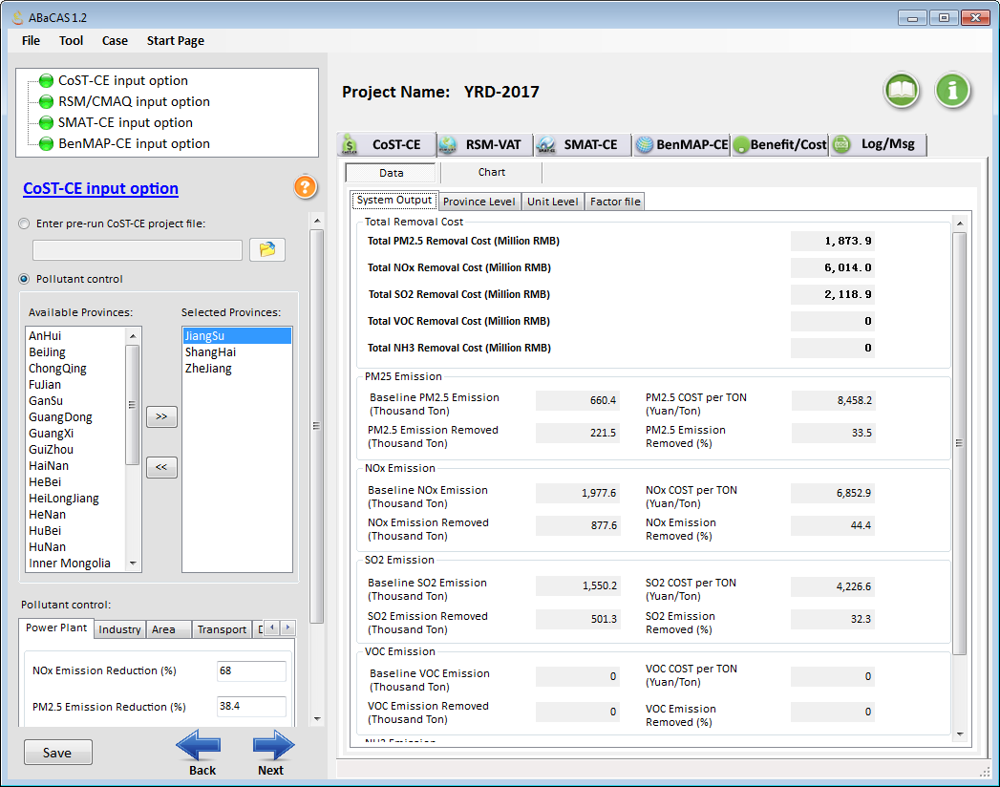 ABaCAS 1.2
File Tool Case Start Page
CoST-CE input option
RSM/CMAQ input option
SMAT-CE input option
BenMAP-CE input option
CoST-CE input option
?
Enter pre-run CoST-CE project file:
Pollutant control
Available Provinces: Selected Provinces:
AnHui
BeiJing
ChongQing
FuJian
GanSu
GuangDong
GuangXi
GuiZhou
HaiNan
HeBei
HeiLongJiang
HeNan
HuBei
HuNan
Inner Mongolia
>>
<<
JiangSu
ShangHai
ZheJiang
Pollutant control:
Power Plant Industry Area Transport
NOx Emission Reduction (%) 68
PM2.5 Emission Reduction (%) 38.4
Save Back Next
Project Name: YRD-2017
CoST-CE RSM-VAT SMAT-CE BenMAP-CE Benefit/Cost Log/Msg
Data Chart
System Output Province Level Unit Level Factor file
Total Removal Cost
Total PM2.5 Removal Cost (Million RMB) 1,873.9
Total NOx Removal Cost (Million RMB) 6,014.0
Total SO2 Removal Cost (Million RMB) 2,118.9
Total VOC Removal Cost (Million RMB) 0
Total NH3 Removal Cost (Million RMB) 0
PM25 Emission
Baseline PM2.5 Emission 660.4 PM2.5 COST per TON 8,458.2
(Thousand Ton) (Yuan/Ton)
PM2.5 Emission Removed 221.5 PM2.5 Emission 33.5
(Thousand Ton) Removed (%)
NOx Emission
Baseline NOx Emission 1,977.6 NOx COST per TON 6,852.9
(Thousand Ton) (Yuan/Ton)
NOx Emission Removed 877.6 NOx Emission 44.4
(Thousand Ton) Removed (%)
SO2 Emission
Baseline SO2 Emission 1,550.2 SO2 COST per TON 4,226.6
(Thousand Ton) (Yuan/Ton)
SO2 Emission Removed 501.3 SO2 Emission 32.3
(Thousand Ton) Removed (%)
VOC Emission
Baseline VOC Emission 0 VOC COST per TON 0
(Thousand Ton) (Yuan/Ton)
VOC Emission Removed 0 VOC Emission 0
(Thousand Ton) Removed (%)
NH3 Emission